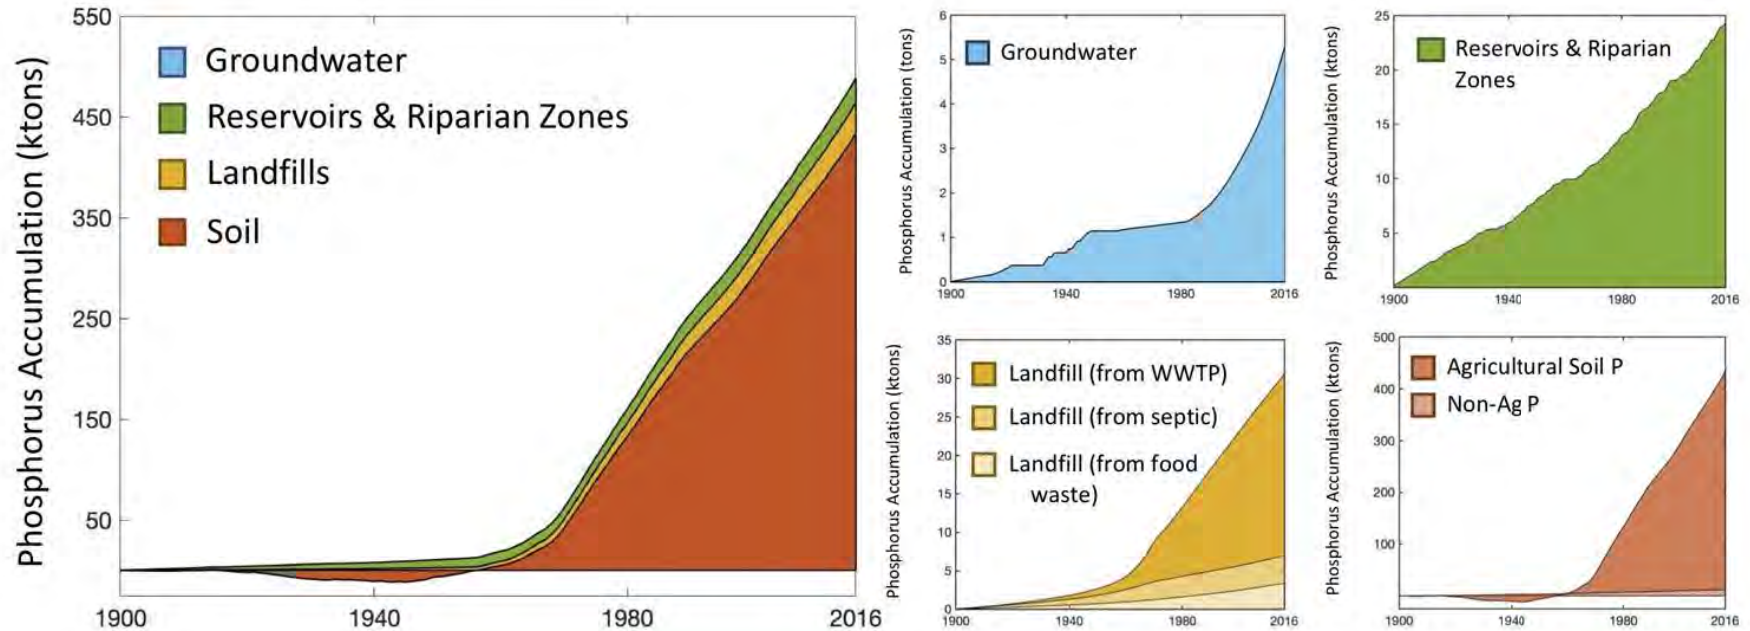 Phosphorus Accumulation (ktons)
550
450
350
250
150
50
1900
1940
1980
2016
Groundwater
Reservoirs & Riparian Zones
Landfills
Soil
Phosphorus Accumulation (tons)
6
5
4
3
2
1
0
1900
1940
1980
2016
Groundwater
Phosphorus Accumulation (ktons)
25
20
15
10
5
1900
1940
1980
2016
Reservoirs & Riparian
Zones
Phosphorus Accumulation (ktons)
35
30
25
20
15
10
5
0
1900
1940
1980
2016
Landfill (from WWTP)
Landfill (from septic)
Landfill (from food
waste)
Phosphorus Accumulation (ktons)
500
400
300
200
100
1900
1940
1980
2016
Agricultural Soil P
Non-Ag P